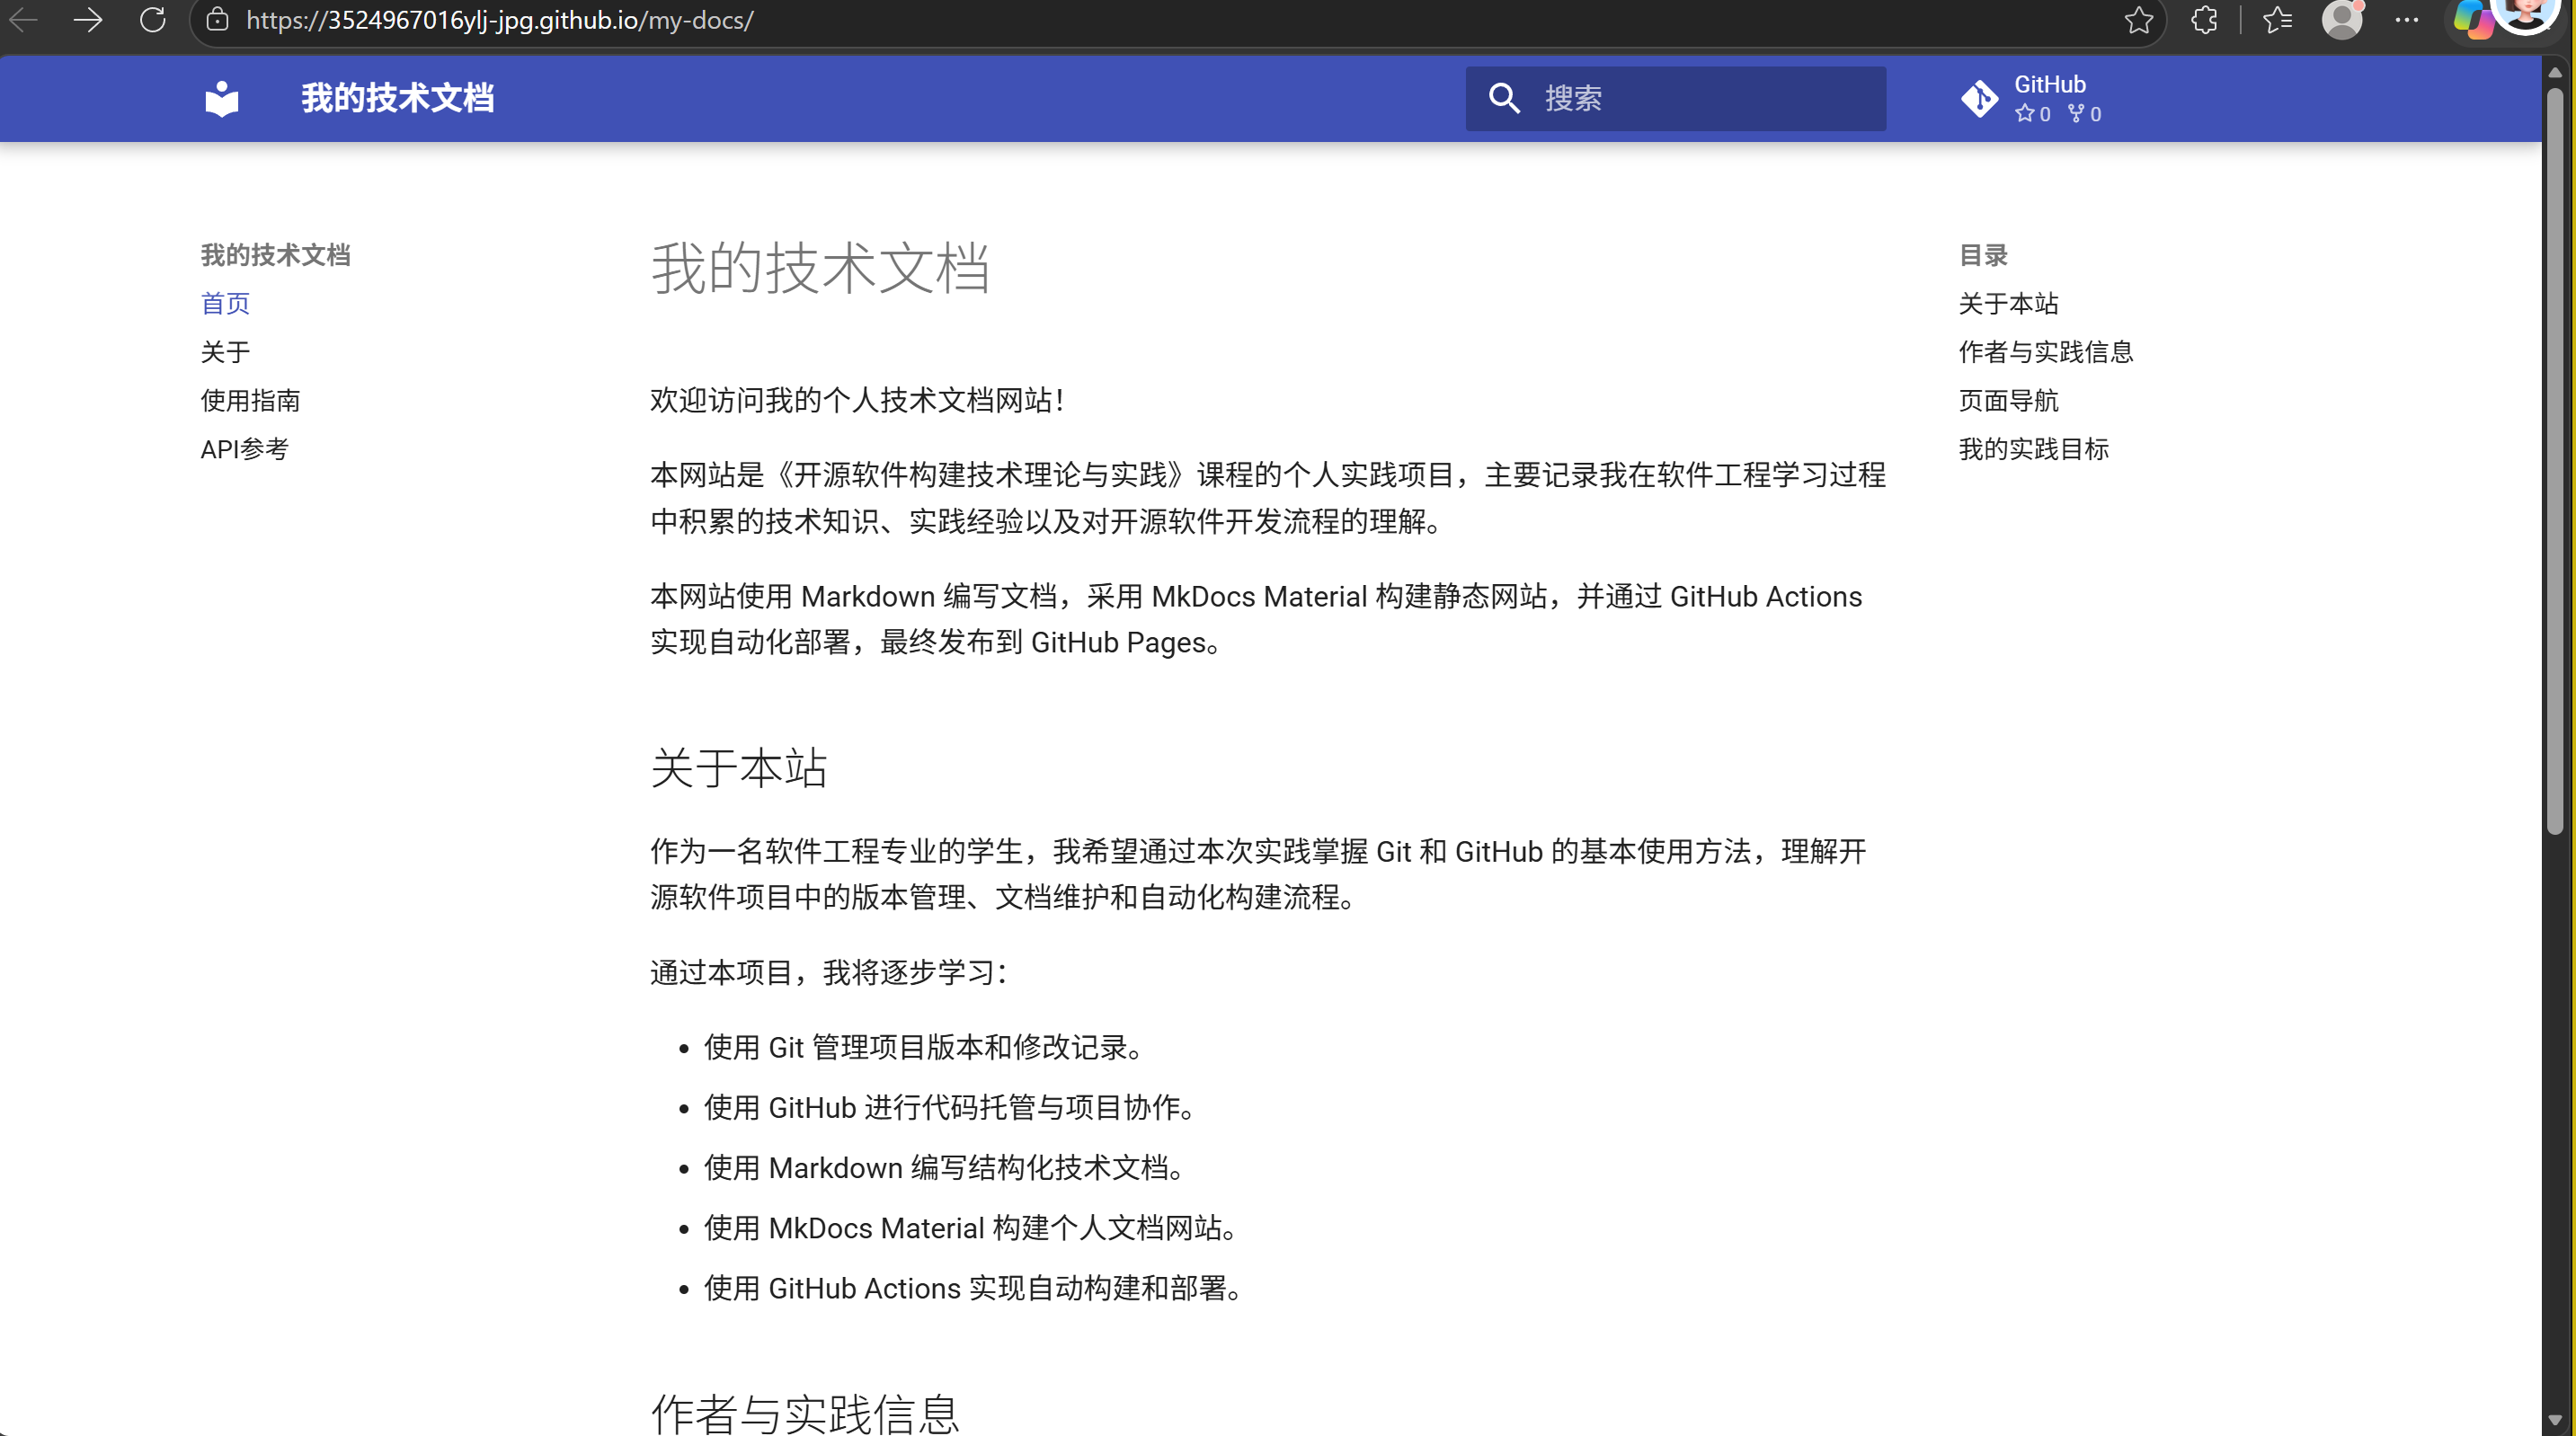 https://3524967016ylj-jpg.github.io/my-docs/
我的技术文档
搜索
GitHub
0 0
我的技术文档
首页
关于
使用指南
API参考
我的技术文档
欢迎访问我的个人技术文档网站！
本网站是《开源软件构建技术理论与实践》课程的个人实践项目，主要记录我在软件工程学习过程
中积累的技术知识、实践经验以及对开源软件开发流程的理解。
本网站使用 Markdown 编写文档，采用 MkDocs Material 构建静态网站，并通过 GitHub Actions
实现自动化部署，最终发布到 GitHub Pages。
关于本站
作为一名软件工程专业的学生，我希望通过本次实践掌握 Git 和 GitHub 的基本使用方法，理解开
源软件项目中的版本管理、文档维护和自动化构建流程。
通过本项目，我将逐步学习：
• 使用 Git 管理项目版本和修改记录。
• 使用 GitHub 进行代码托管与项目协作。
• 使用 Markdown 编写结构化技术文档。
• 使用 MkDocs Material 构建个人文档网站。
• 使用 GitHub Actions 实现自动构建和部署。
作者与实践信息
目录
关于本站
作者与实践信息
页面导航
我的实践目标